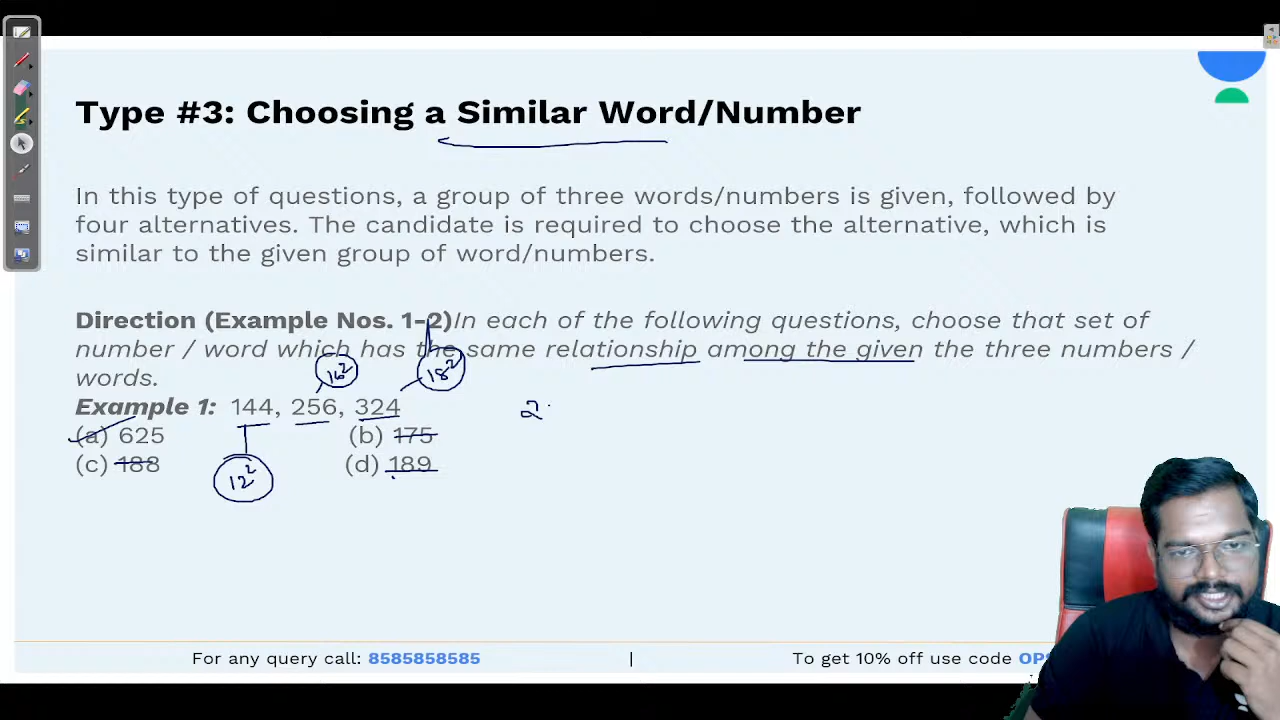 Type #3: Choosing a Similar Word/Number
In this type of questions, a group of three words/numbers is given, followed by
four alternatives. The candidate is required to choose the alternative, which is
similar to the given group of word/numbers.
Direction (Example Nos. 1-2)In each of the following questions, choose that set of
number / word which has the same relationship among the given the three numbers /
words.
16² 18²
Example 1: 144, 256, 324
2
(a) 625 (b) 175
(c) 188 (d) 189
12²
For any query call: 8585858585 | To get 10% off use code OPS